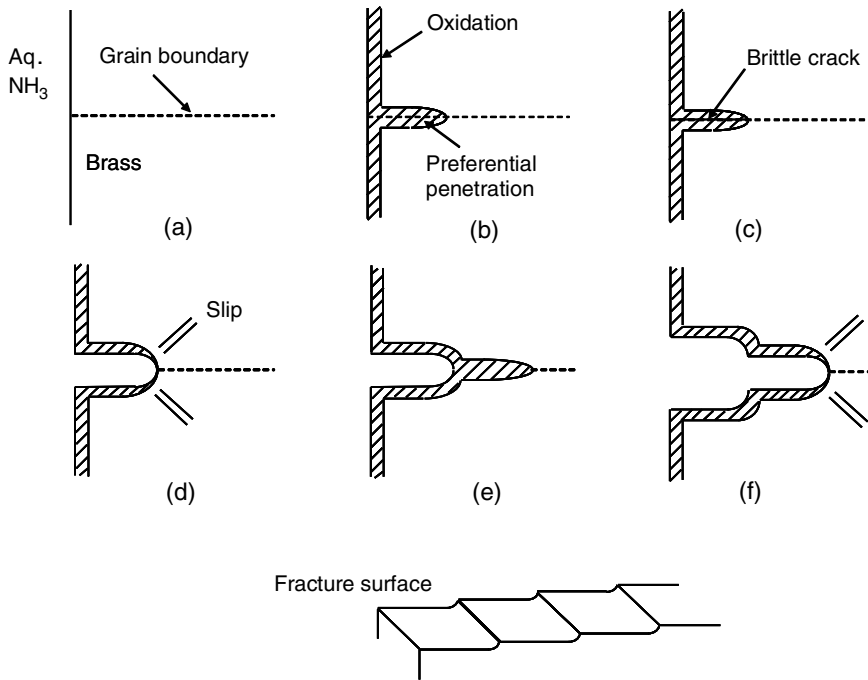 Aq.
NH3
Grain boundary
Brass
(a)
Oxidation
Preferential
penetration
(b)
Brittle crack
(c)
Slip
(d)
(e)
(f)
Fracture surface